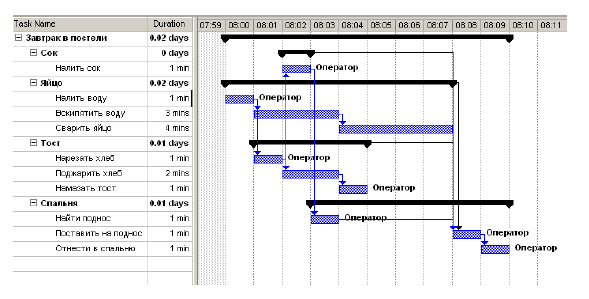 Task Name Duration 07:59 08:00 08:01 08:02 08:03 08:04 08:05 08:06 08:07 08:08 08:09 08:10 08:11
Завтрак в постели 0.02 days
Сок 0 days
Налить сок 1 min Оператор
Яйцо 0.02 days
Налить воду 1 min Оператор
Вскипятить воду 3 mins
Сварить яйцо 4 mins
Тост 0.01 days
Нарезать хлеб 1 min Оператор
Поджарить хлеб 2 mins
Намазать тост 1 min Оператор
Спальня 0.01 days
Найти поднос 1 min Оператор
Поставить на поднос 1 min Оператор
Отнести в спальню 1 min Оператор